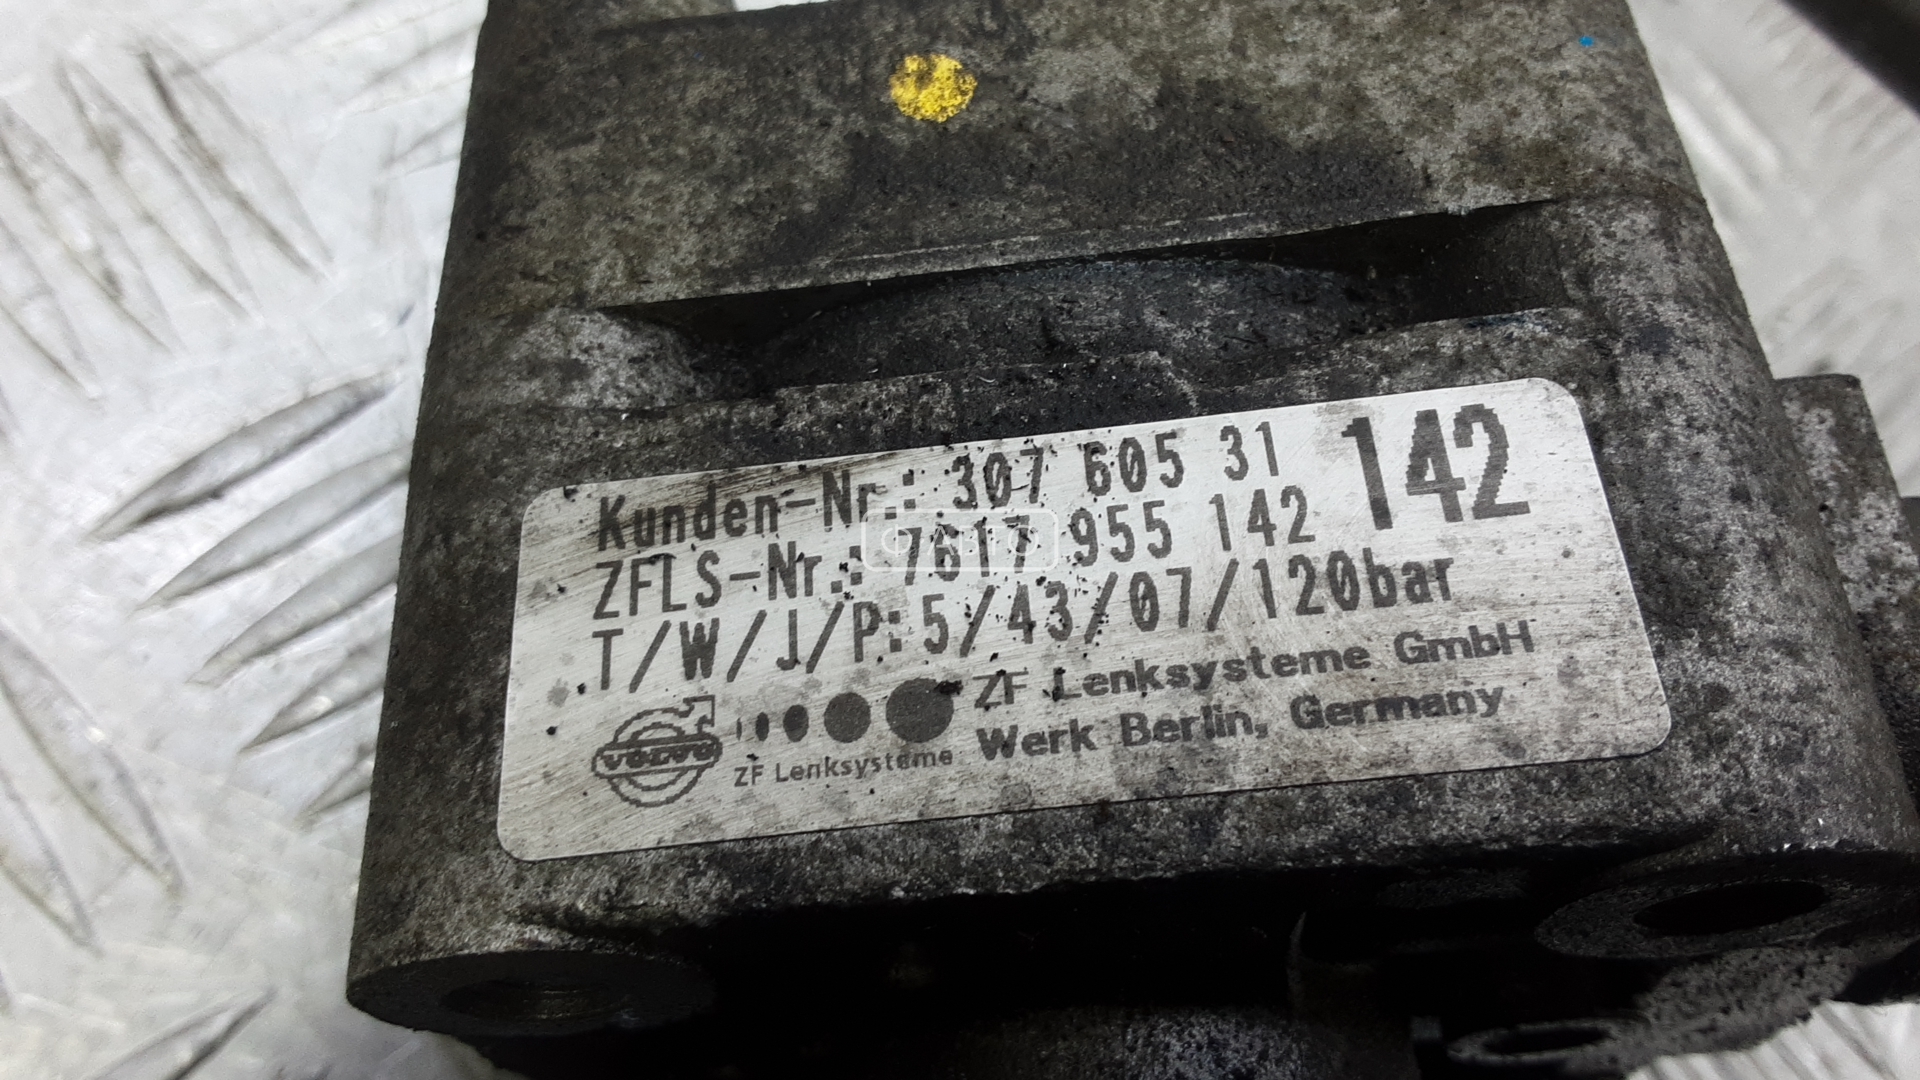 Kunden-Nr.: 307 605 31 142
ZFLS-Nr.: 7617 955 142
T/W/J/P: 5/43/07/120bar
VOLVO
ZF Lenksysteme
ZF Lenksysteme GmbH
Werk Berlin, Germany